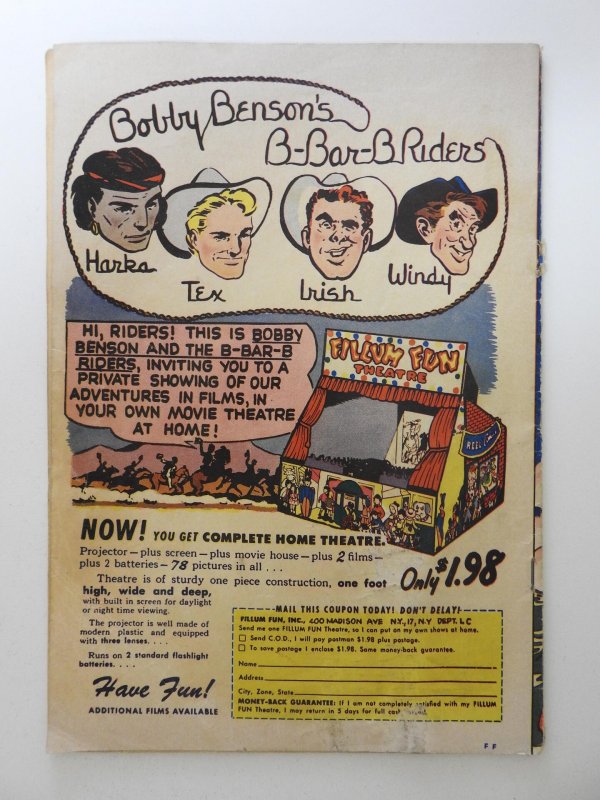 Bobby Benson's
B-Bar-B Riders
Harka
Tex
Irish
Windy
HI, RIDERS! THIS IS BOBBY
BENSON AND THE B-BAR-B
RIDERS, INVITING YOU TO A
PRIVATE SHOWING OF OUR
ADVENTURES IN FILMS, IN
YOUR OWN MOVIE THEATRE
AT HOME!
FILLUM FUN
THEATRE
NOW! YOU GET COMPLETE HOME THEATRE.
Projector—plus screen—plus movie house—plus 2 films—
plus 2 batteries—78 pictures in all . . .
Theatre is of sturdy one piece construction, one foot
high, wide and deep,
with built in screen for daylight
or night time viewing.
The projector is well made of
modern plastic and equipped
with three lenses. . . .
Runs on 2 standard flashlight
batteries. . . .
Have Fun!
ADDITIONAL FILMS AVAILABLE
Only $1.98
MAIL THIS COUPON TODAY! DON'T DELAY!
FILLUM FUN, INC., 400 MADISON AVE N.Y., 17, N.Y DEPT. LC
Send me one FILLUM FUN Theatre, so I can put on my own shows at home.
Send C.O.D., I will pay postman $1.98 plus postage.
To save postage I enclose $1.98. Same money-back guarantee.
Name
Address
City, Zone, State
MONEY-BACK GUARANTEE: If I am not completely satisfied with my FILLUM
FUN Theatre, I may return in 5 days for full cash
F F